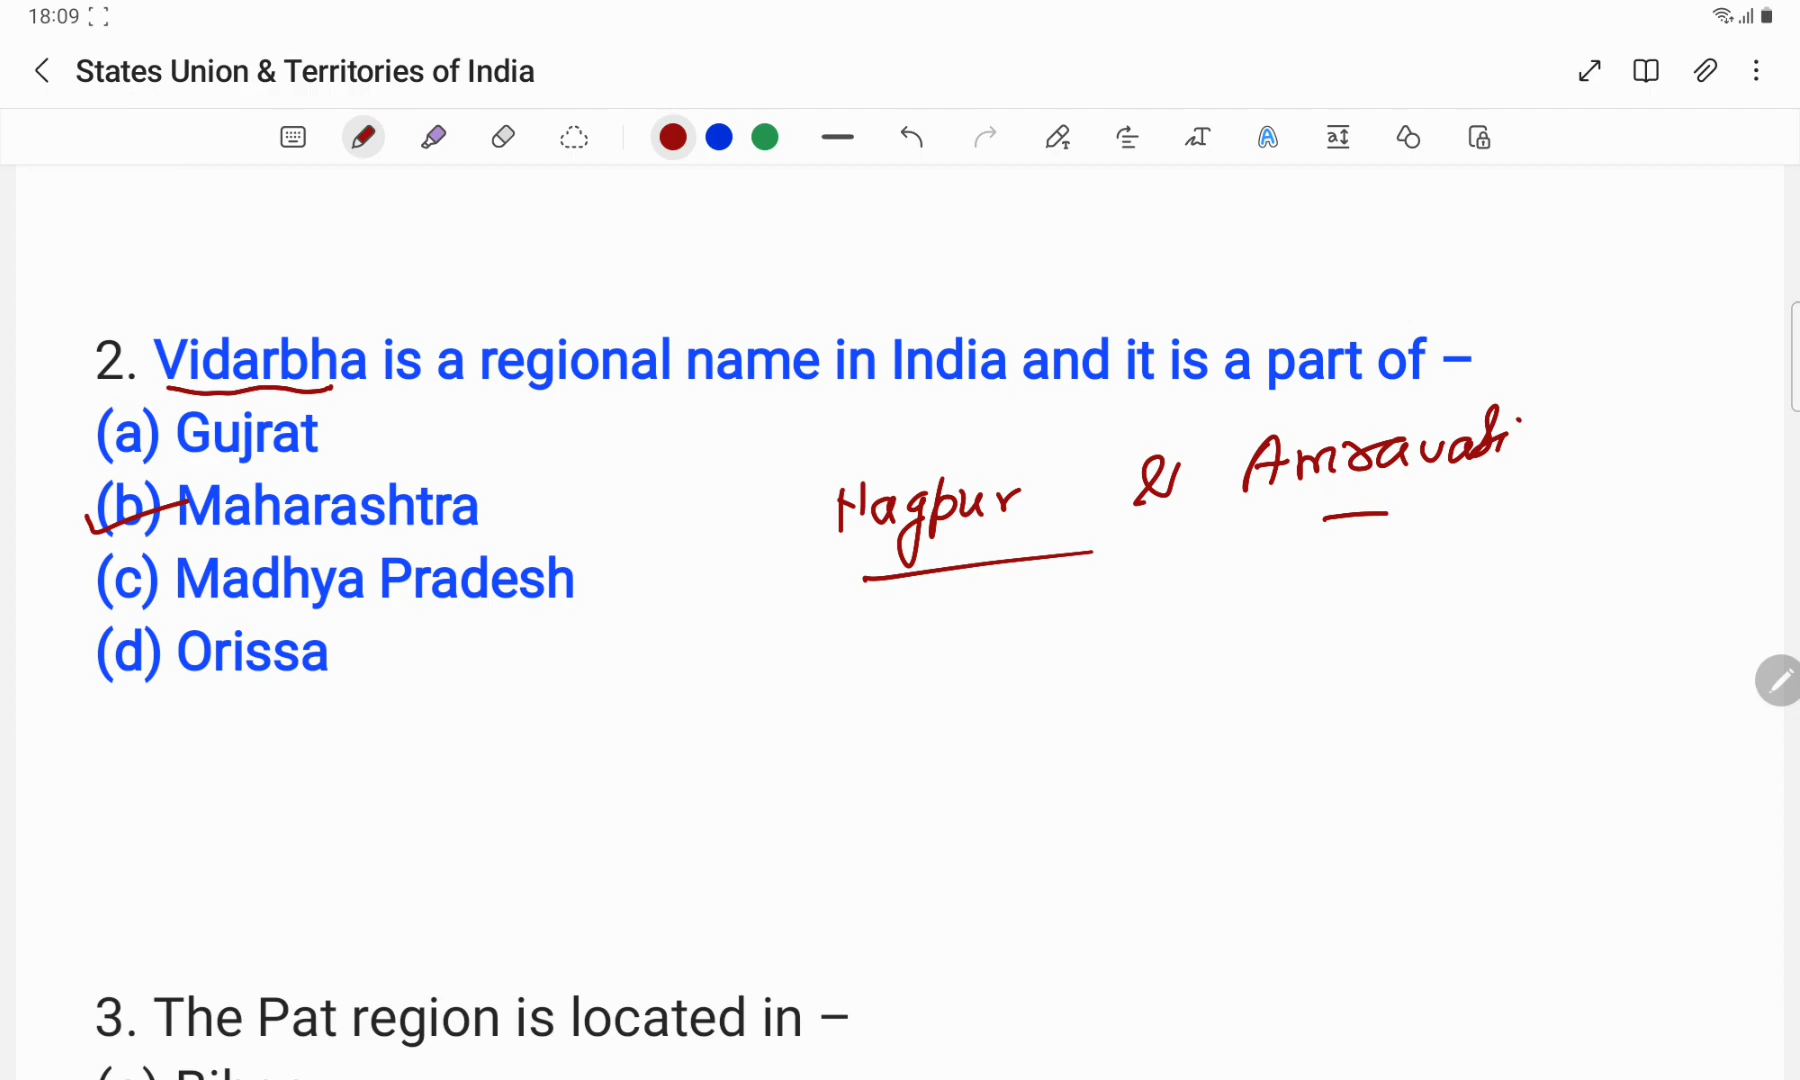 18:09
States Union & Territories of India
2. Vidarbha is a regional name in India and it is a part of –
(a) Gujrat
(b) Maharashtra
Nagpur & Amravati
(c) Madhya Pradesh
(d) Orissa
3. The Pat region is located in –